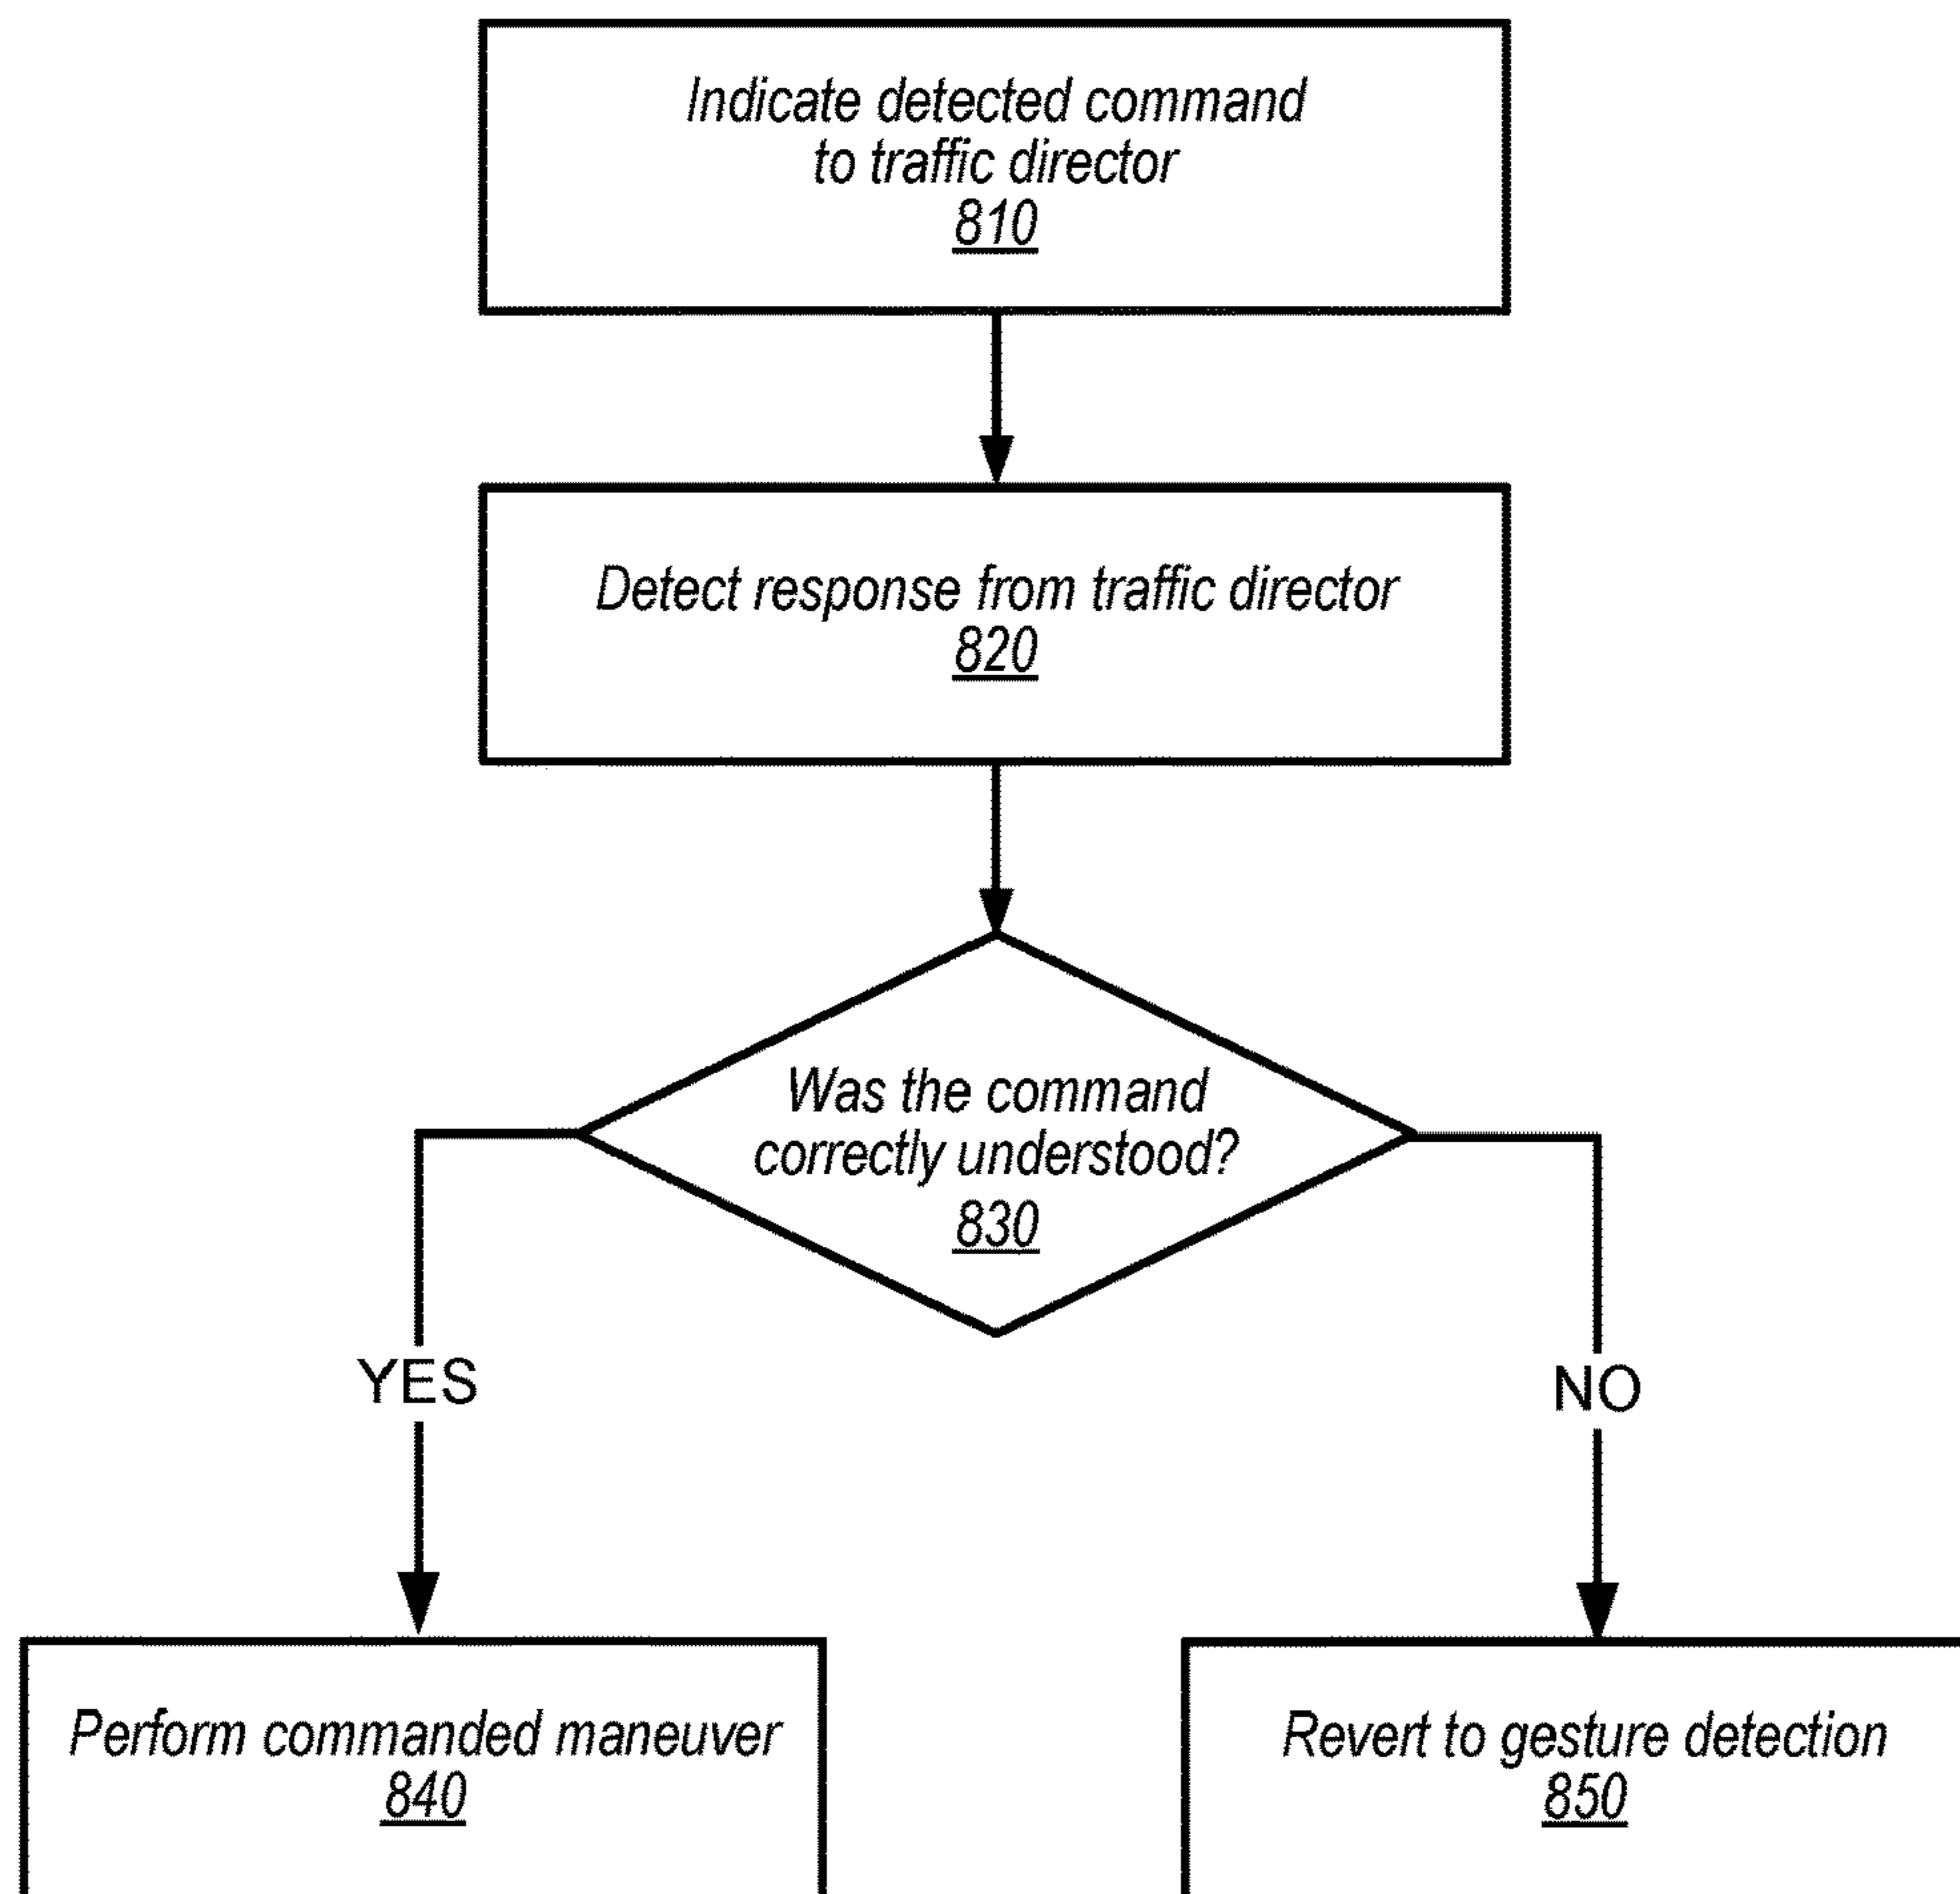 Indicate detected command
to traffic director
810
Detect response from traffic director
820
Was the command
correctly understood?
830
YES
NO
Perform commanded maneuver
840
Revert to gesture detection
850